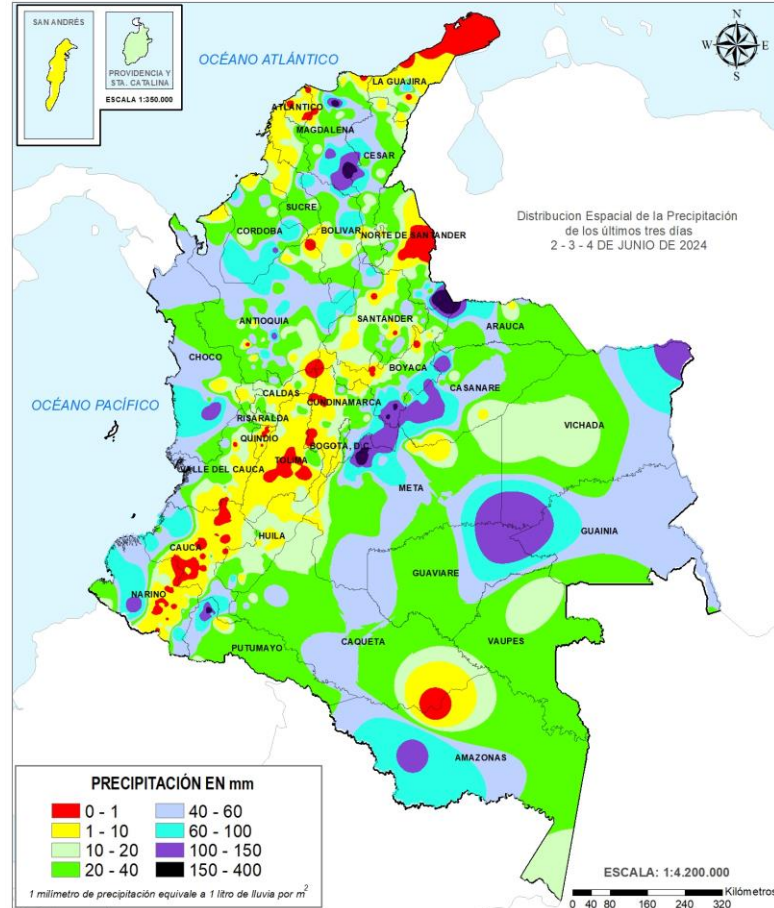 SAN ANDRÉS
PROVIDENCIA Y
STA. CATALINA
ESCALA 1:350.000
OCÉANO ATLÁNTICO
N
W
E
S
LA GUAJIRA
ATLÁNTICO
MAGDALENA
CESAR
SUCRE
CORDOBA
BOLIVAR
NORTE DE SANTANDER
Distribucion Espacial de la Precipitación
de los últimos tres días
2 - 3 - 4 DE JUNIO DE 2024
ANTIOQUIA
SANTANDER
ARAUCA
CHOCO
BOYACA
CASANARE
OCÉANO PACÍFICO
CALDAS
CUNDINAMARCA
RISARALDA
VICHADA
QUINDIO
BOGOTA, D.C
TOLIMA
VALLE DEL CAUCA
META
GUAINIA
HUILA
CAUCA
GUAVIARE
NARIÑO
CAQUETA
VAUPES
PUTUMAYO
AMAZONAS
PRECIPITACIÓN EN mm
0 - 1
40 - 60
1 - 10
60 - 100
10 - 20
100 - 150
20 - 40
150 - 400
1 milímetro de precipitación equivale a 1 litro de lluvia por m²
ESCALA: 1:4.200.000
Kilómetros
0 40 80 160 240 320